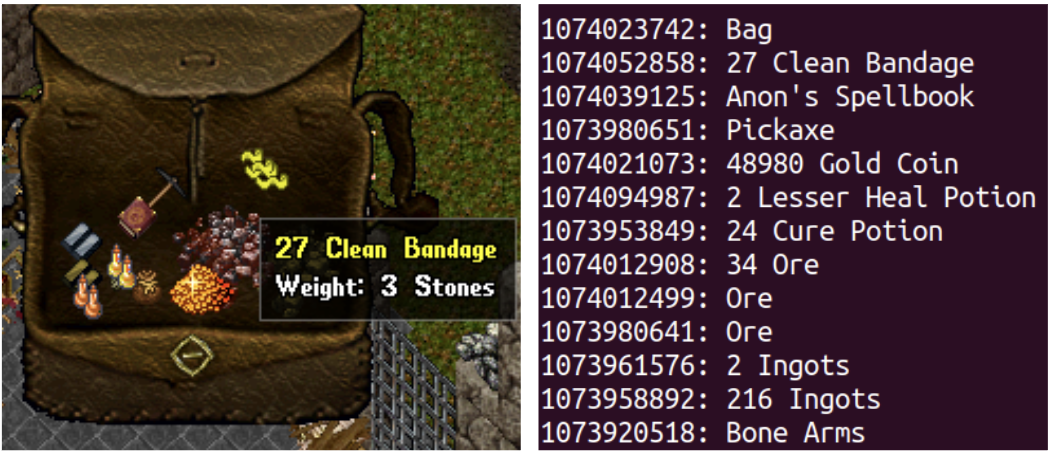 27 Clean Bandage
Weight: 3 Stones
1074023742: Bag
1074052858: 27 Clean Bandage
1074039125: Anon's Spellbook
1073980651: Pickaxe
1074021073: 48980 Gold Coin
1074094987: 2 Lesser Heal Potion
1073953849: 24 Cure Potion
1074012908: 34 Ore
1074012499: Ore
1073980641: Ore
1073961576: 2 Ingots
1073958892: 216 Ingots
1073920518: Bone Arms